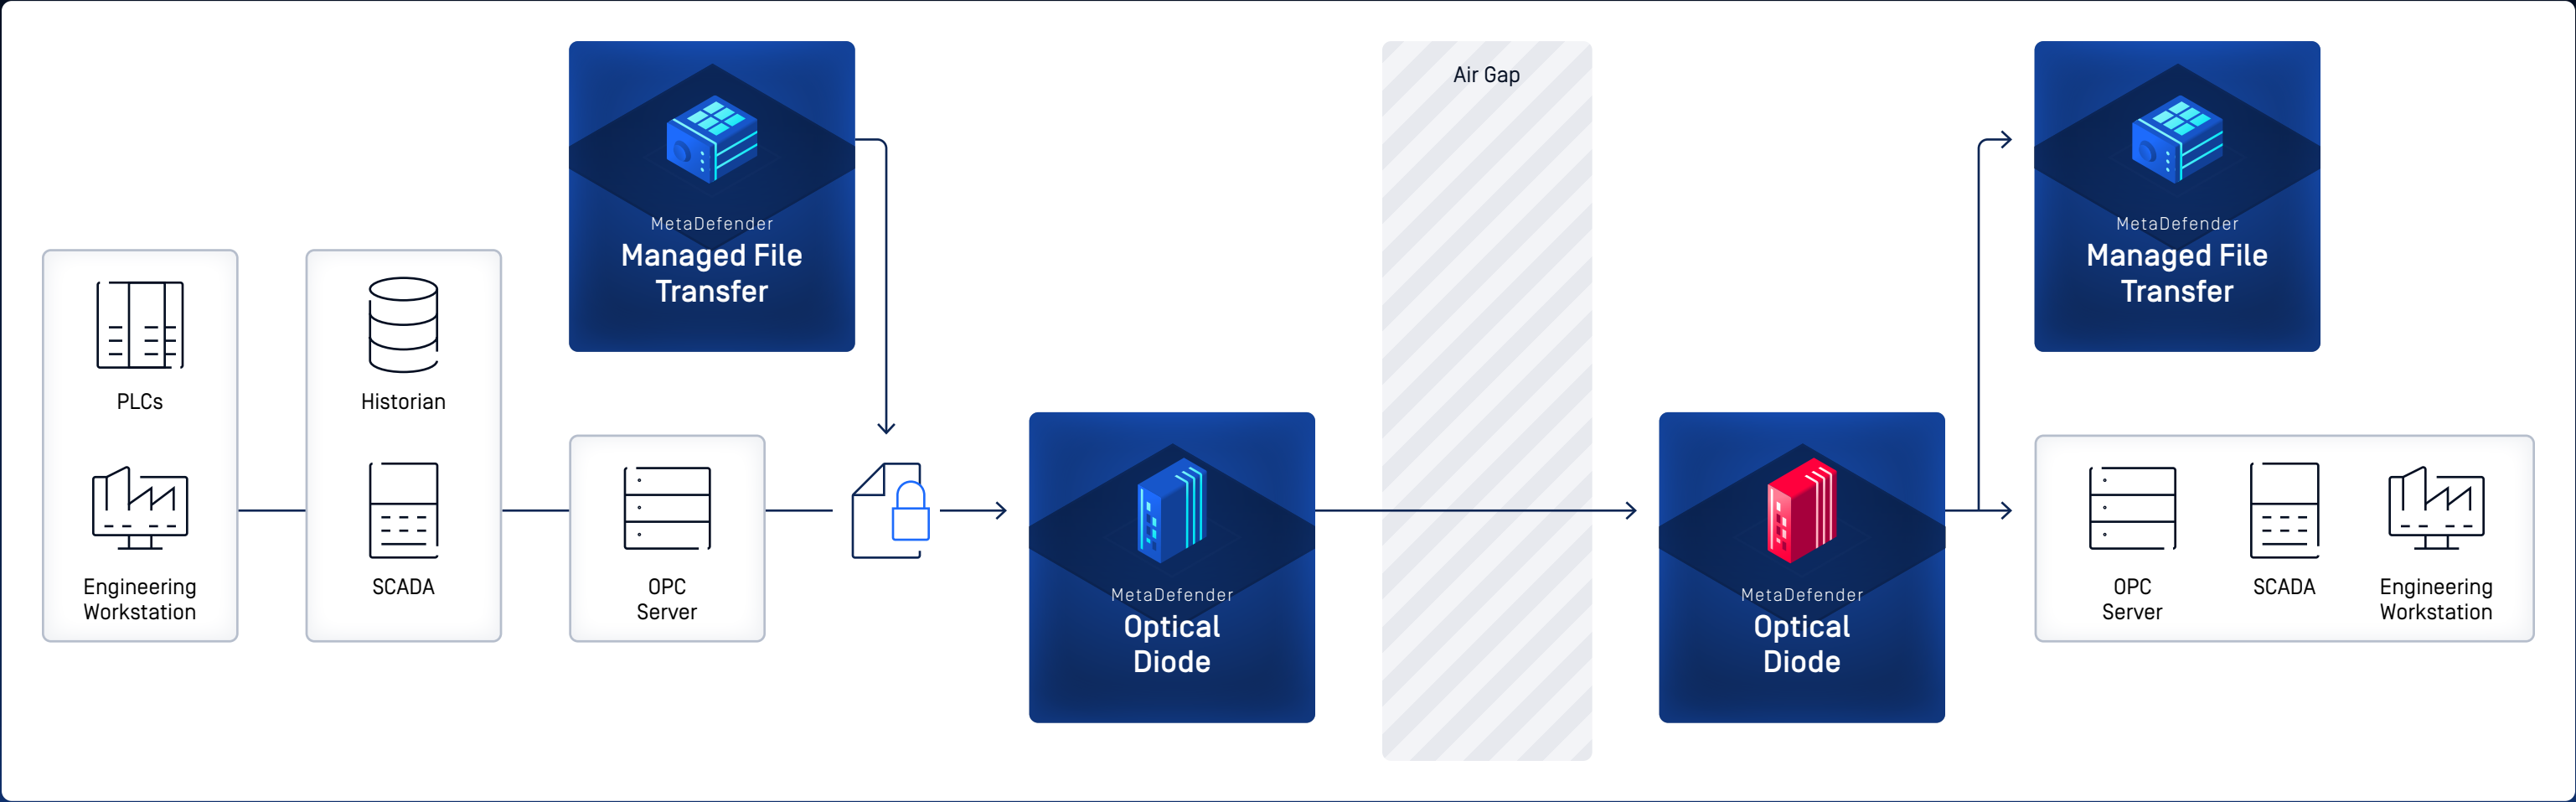 PLCs
Engineering
Workstation
Historian
SCADA
MetaDefender
Managed File
Transfer
OPC
Server
MetaDefender
Optical
Diode
Air Gap
MetaDefender
Optical
Diode
MetaDefender
Managed File
Transfer
OPC
Server
SCADA
Engineering
Workstation